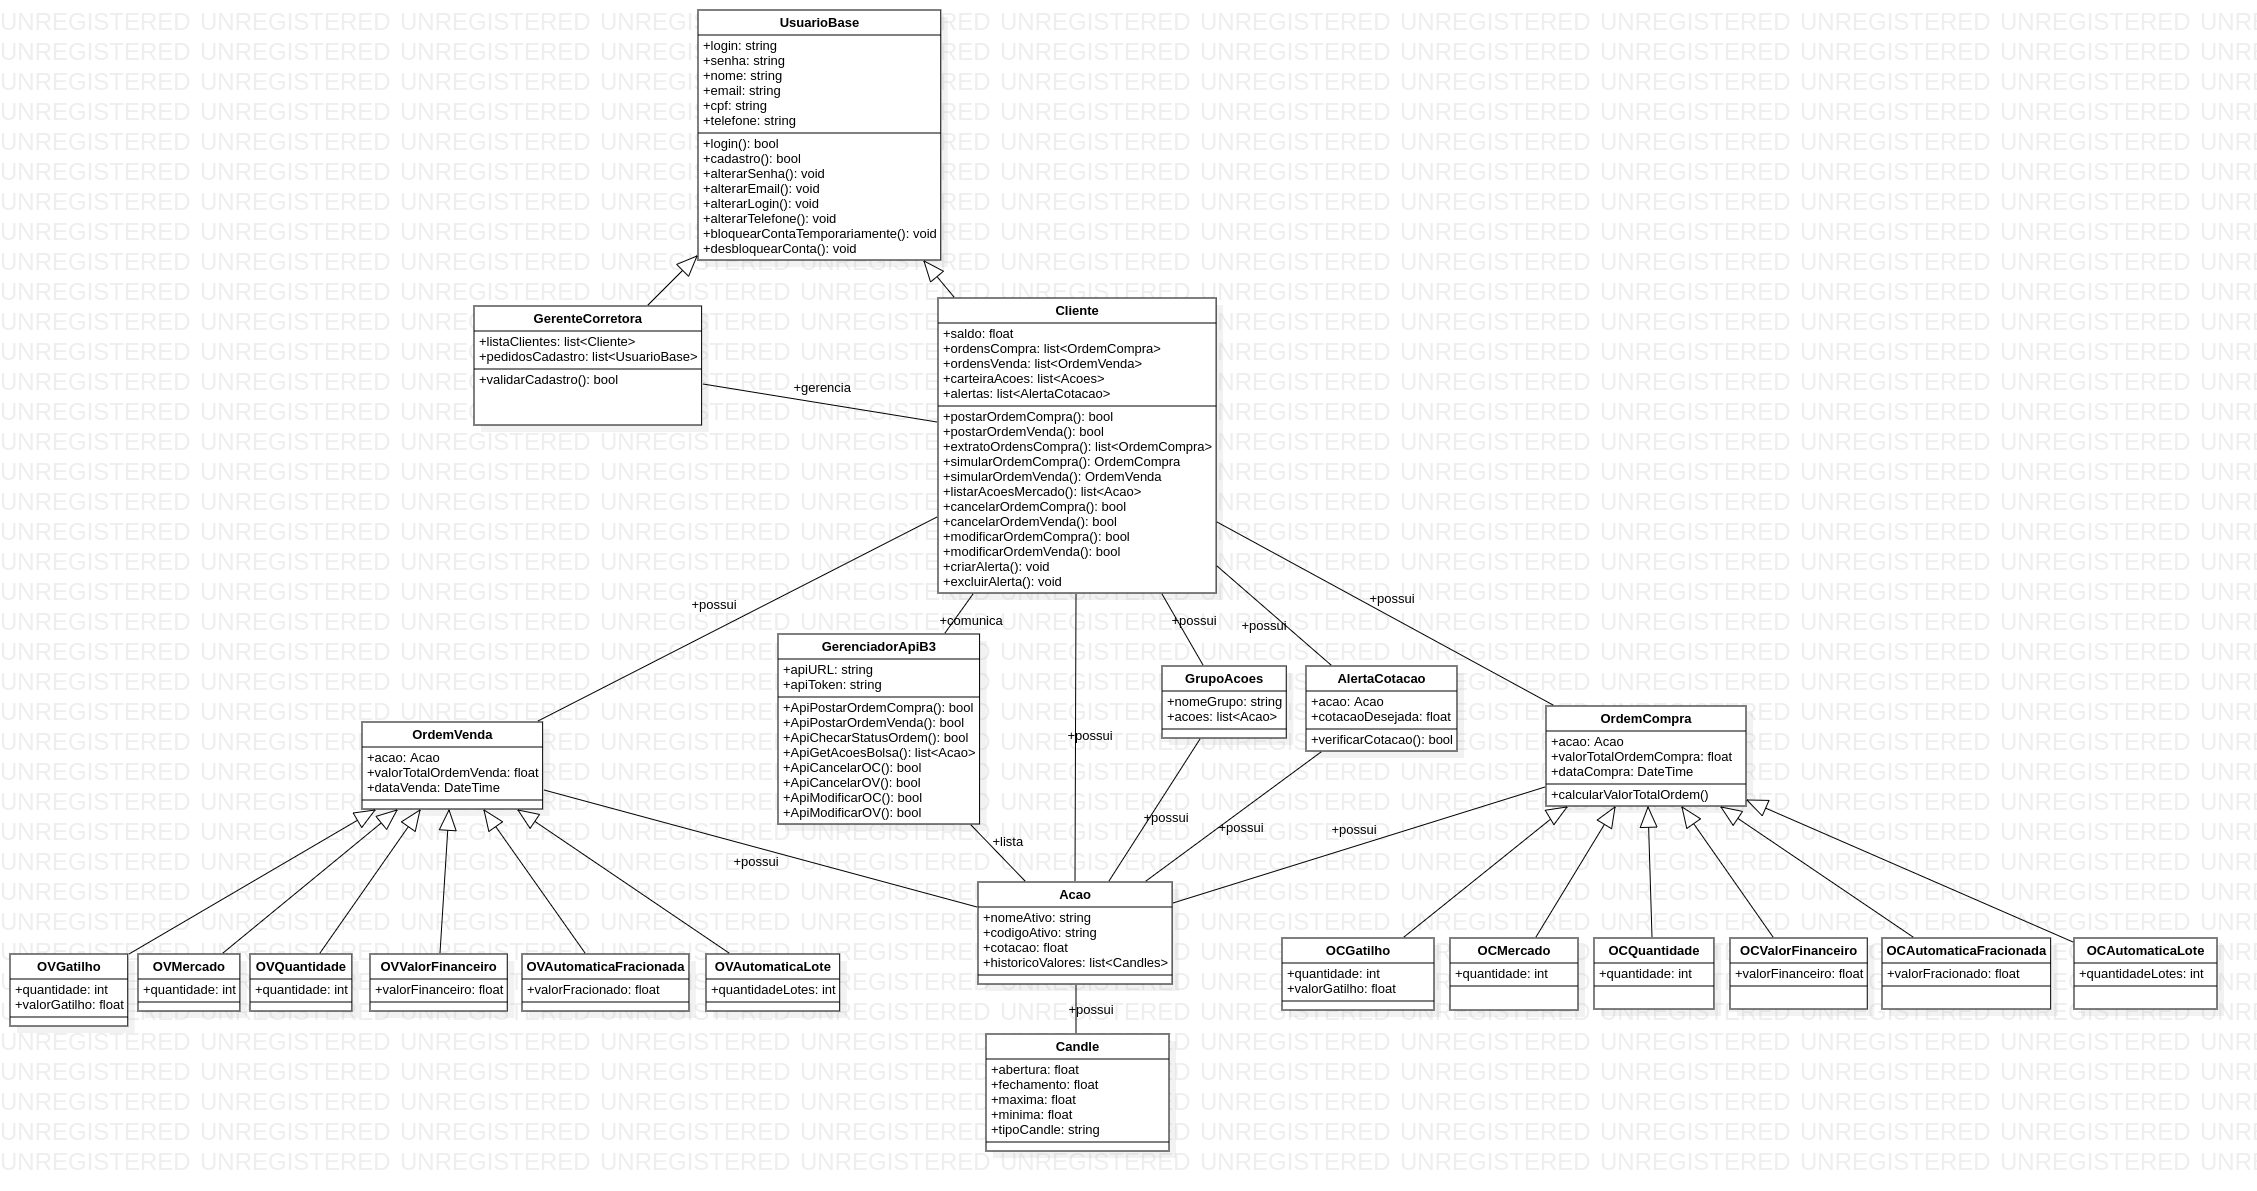 UsuarioBase
+login: string
+senha: string
+nome: string
+email: string
+cpf: string
+telefone: string
+login(): bool
+cadastro(): bool
+alterarSenha(): void
+alterarEmail(): void
+alterarLogin(): void
+alterarTelefone(): void
+bloquearContaTemporariamente(): void
+desbloquearConta(): void
GerenteCorretora
+listaClientes: list<Cliente>
+pedidosCadastro: list<UsuarioBase>
+validarCadastro(): bool
+gerencia
Cliente
+saldo: float
+ordensCompra: list<OrdemCompra>
+ordensVenda: list<OrdemVenda>
+carteiraAcoes: list<Acoes>
+alertas: list<AlertaCotacao>
+postarOrdemCompra(): bool
+postarOrdemVenda(): bool
+extratoOrdensCompra(): list<OrdemCompra>
+simularOrdemCompra(): OrdemCompra
+simularOrdemVenda(): OrdemVenda
+listarAcoesMercado(): list<Acao>
+cancelarOrdemCompra(): bool
+cancelarOrdemVenda(): bool
+modificarOrdemCompra(): bool
+modificarOrdemVenda(): bool
+criarAlerta(): void
+excluirAlerta(): void
+possui
+comunica
+possui
+possui
+possui
+possui
OrdemVenda
+acao: Acao
+valorTotalOrdemVenda: float
+dataVenda: DateTime
GerenciadorApiB3
+apiURL: string
+apiToken: string
+ApiPostarOrdemCompra(): bool
+ApiPostarOrdemVenda(): bool
+ApiChecarStatusOrdem(): bool
+ApiGetAcoesBolsa(): list<Acao>
+ApiCancelarOC(): bool
+ApiCancelarOV(): bool
+ApiModificarOC(): bool
+ApiModificarOV(): bool
GrupoAcoes
+nomeGrupo: string
+acoes: list<Acao>
AlertaCotacao
+acao: Acao
+cotacaoDesejada: float
+verificarCotacao(): bool
OrdemCompra
+acao: Acao
+valorTotalOrdemCompra: float
+dataCompra: DateTime
+calcularValorTotalOrdem()
+possui
+lista
+possui
+possui
+possui
OVGatilho
+quantidade: int
+valorGatilho: float
OVMercado
+quantidade: int
OVQuantidade
+quantidade: int
OVValorFinanceiro
+valorFinanceiro: float
OVAutomaticaFracionada
+valorFracionado: float
OVAutomaticaLote
+quantidadeLotes: int
Acao
+nomeAtivo: string
+codigoAtivo: string
+cotacao: float
+historicoValores: list<Candles>
OCGatilho
+quantidade: int
+valorGatilho: float
OCMercado
+quantidade: int
OCQuantidade
+quantidade: int
OCValorFinanceiro
+valorFinanceiro: float
OCAutomaticaFracionada
+valorFracionado: float
OCAutomaticaLote
+quantidadeLotes: int
+possui
Candle
+abertura: float
+fechamento: float
+maxima: float
+minima: float
+tipoCandle: string
UNREGISTERED